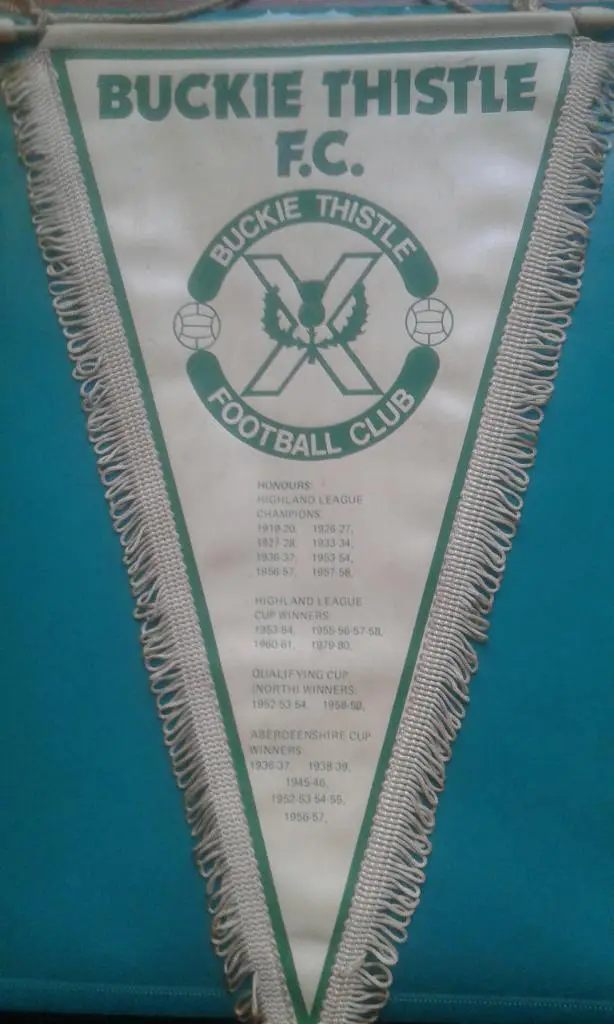 BUCKIE THISTLE
F.C.
BUCKIE THISTLE
FOOTBALL CLUB
HONOURS:
HIGHLAND LEAGUE
CHAMPIONS:
1919-20, 1926-27,
1927-28, 1933-34,
1936-37, 1953-54,
1956-57, 1957-58,
HIGHLAND LEAGUE
CUP WINNERS:
1953-54, 1955-56-57-58,
1960-61, 1979-80,
QUALIFYING CUP
(NORTH) WINNERS:
1952-53-54, 1958-59,
ABERDEENSHIRE CUP
WINNERS:
1936-37, 1938-39,
1945-46,
1952-53-54-55,
1956-57,